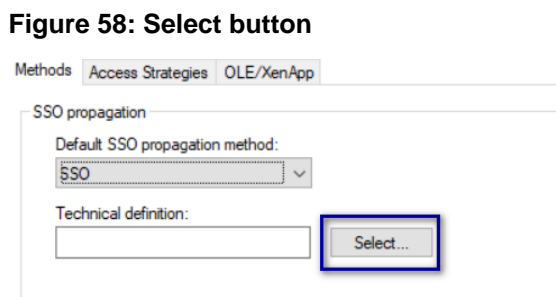 Figure 58: Select button
Methods Access Strategies OLE/XenApp
SSO propagation
Default SSO propagation method:
SSO
Technical definition:
Select...